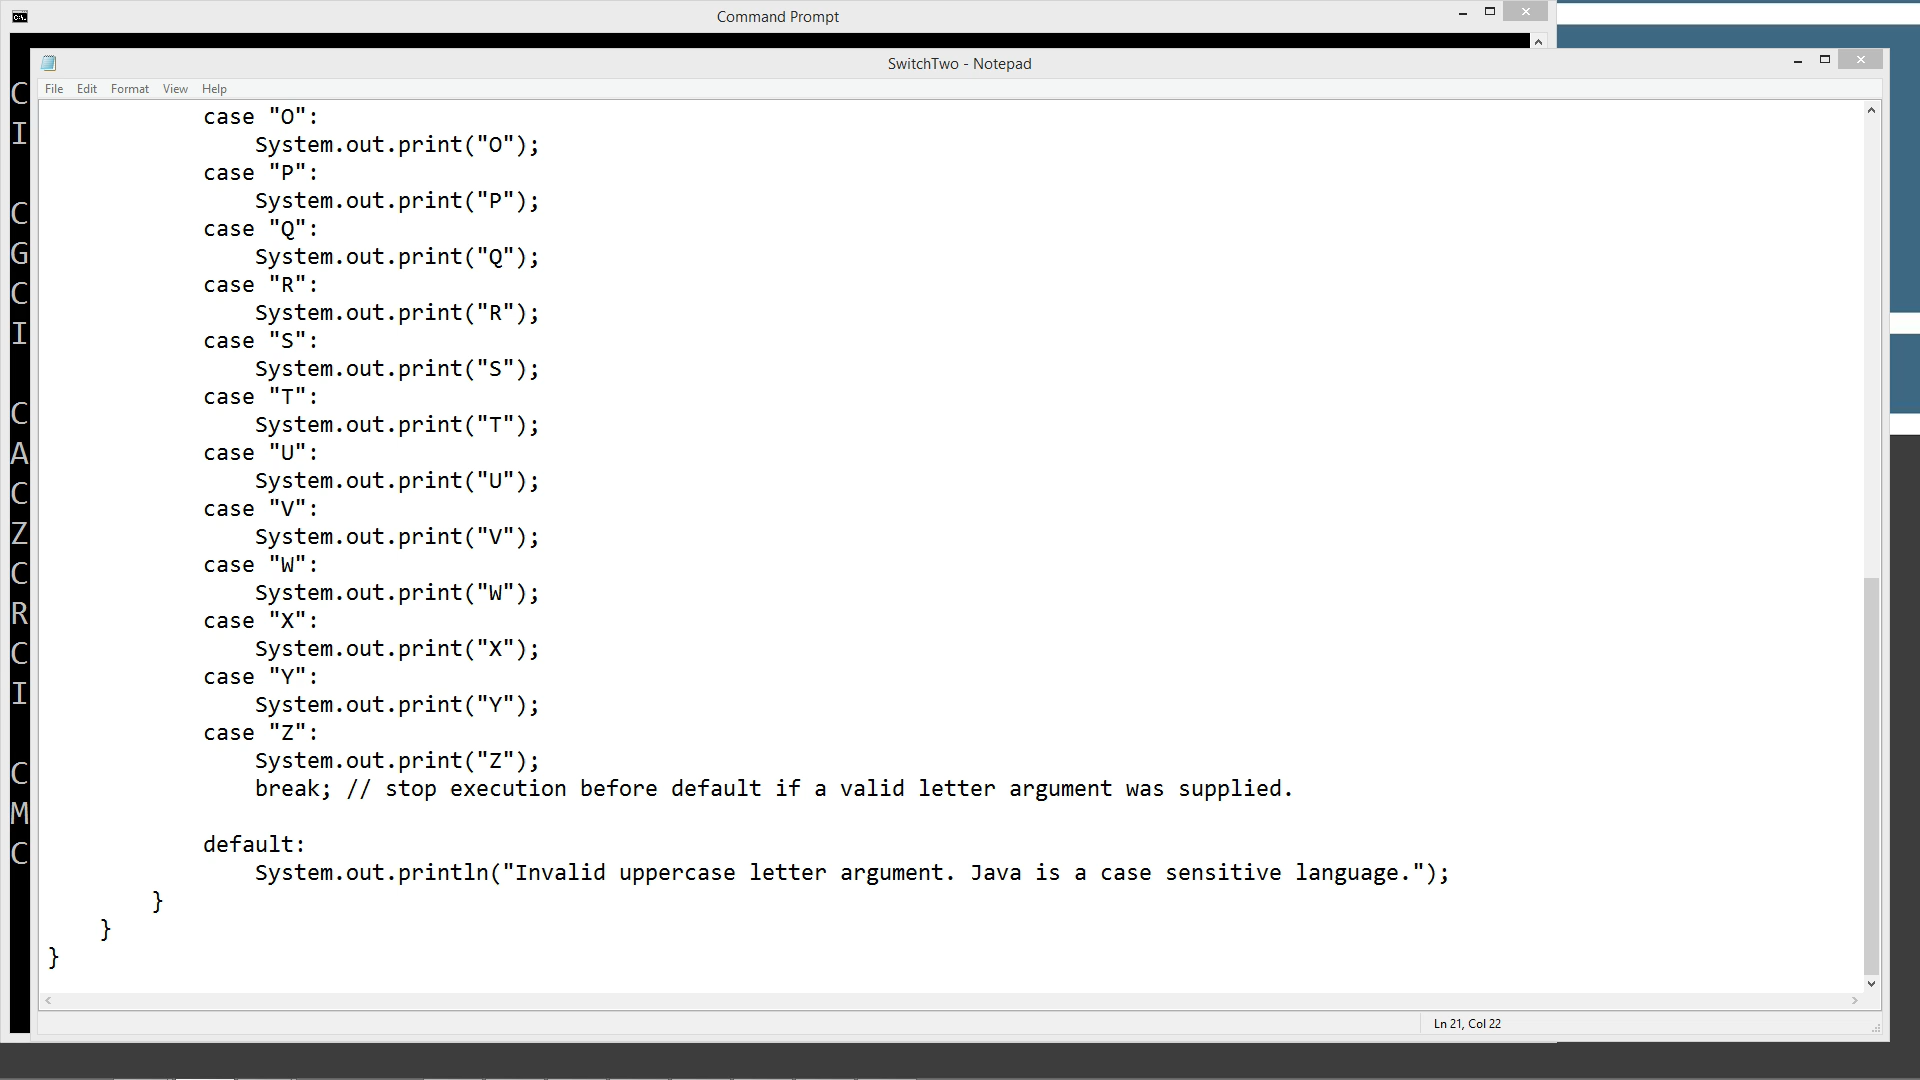 Command Prompt
SwitchTwo - Notepad
File Edit Format View Help
case "O":
System.out.print("O");
case "P":
System.out.print("P");
case "Q":
System.out.print("Q");
case "R":
System.out.print("R");
case "S":
System.out.print("S");
case "T":
System.out.print("T");
case "U":
System.out.print("U");
case "V":
System.out.print("V");
case "W":
System.out.print("W");
case "X":
System.out.print("X");
case "Y":
System.out.print("Y");
case "Z":
System.out.print("Z");
break; // stop execution before default if a valid letter argument was supplied.
default:
System.out.println("Invalid uppercase letter argument. Java is a case sensitive language.");
}
}
}
Ln 21, Col 22
C
I
C
G
C
I
C
A
C
Z
C
R
C
I
C
M
C